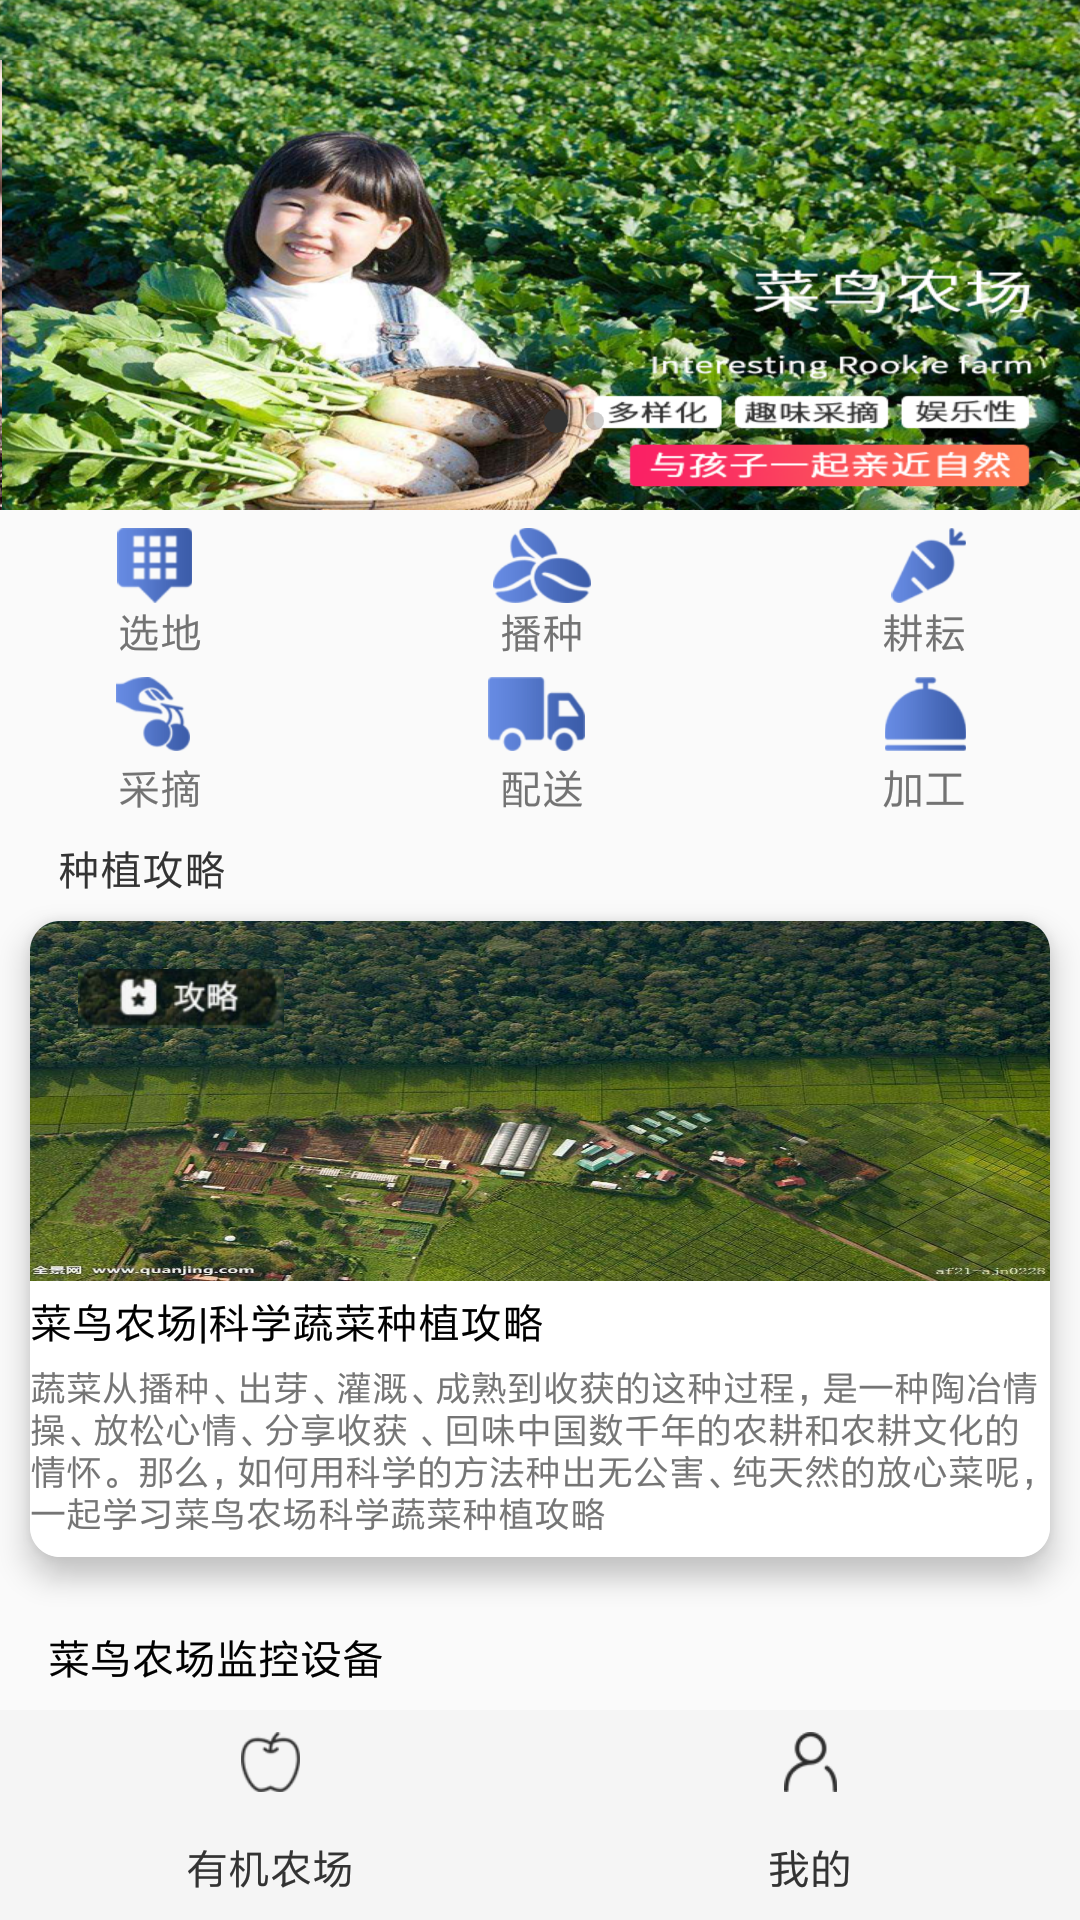 菜鸟农场
Interesting Rookie farm
多样化 趣味采摘 娱乐性
与孩子一起亲近自然
选地 播种 耕耘
采摘 配送 加工
种植攻略
攻略
全景网 www.quanjing.com af21-ajn0228
菜鸟农场|科学蔬菜种植攻略
蔬菜从播种、出芽、灌溉、成熟到收获的这种过程，是一种陶冶情
操、放松心情、分享收获 、回味中国数千年的农耕和农耕文化的
情怀。那么，如何用科学的方法种出无公害、纯天然的放心菜呢，
一起学习菜鸟农场科学蔬菜种植攻略
菜鸟农场监控设备
有机农场 我的